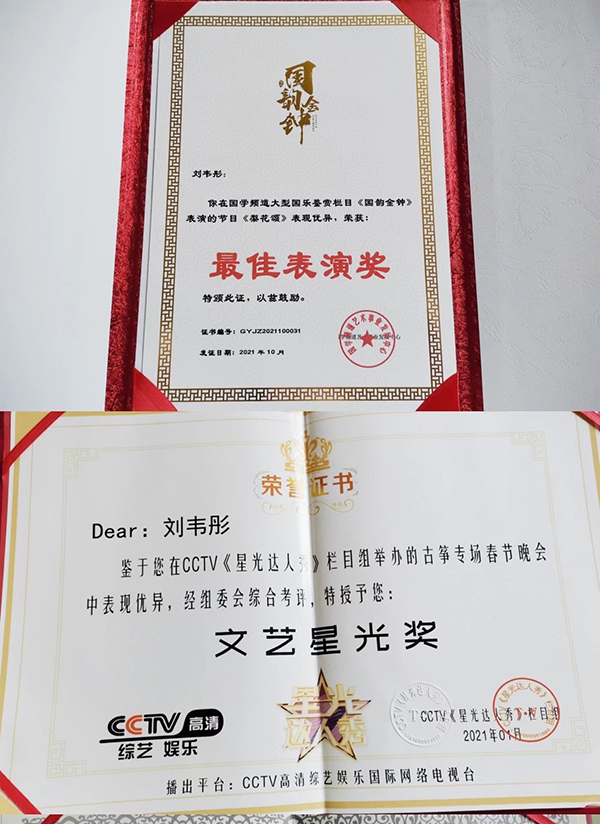 国韵金钟
刘韦彤:
你在国学频道大型国乐鉴赏栏目《国韵金钟》
表演的节目《梨花颂》表现优异,荣获:
最佳表演奖
特颁此证,以兹鼓励。
证书编号:GYJZ2021100031
发证日期:2021年10月
荣誉证书
Dear:刘韦彤
鉴于您在CCTV《星光达人秀》栏目组举办的古筝专场春节晚会
中表现优异,经组委会综合考评,特授予您:
文艺星光奖
CCTV 高清
综艺 娱乐
星光
达人秀
CCTV《星光达人秀》栏目组
2021年01月
播出平台:CCTV高清综艺娱乐国际网络电视台